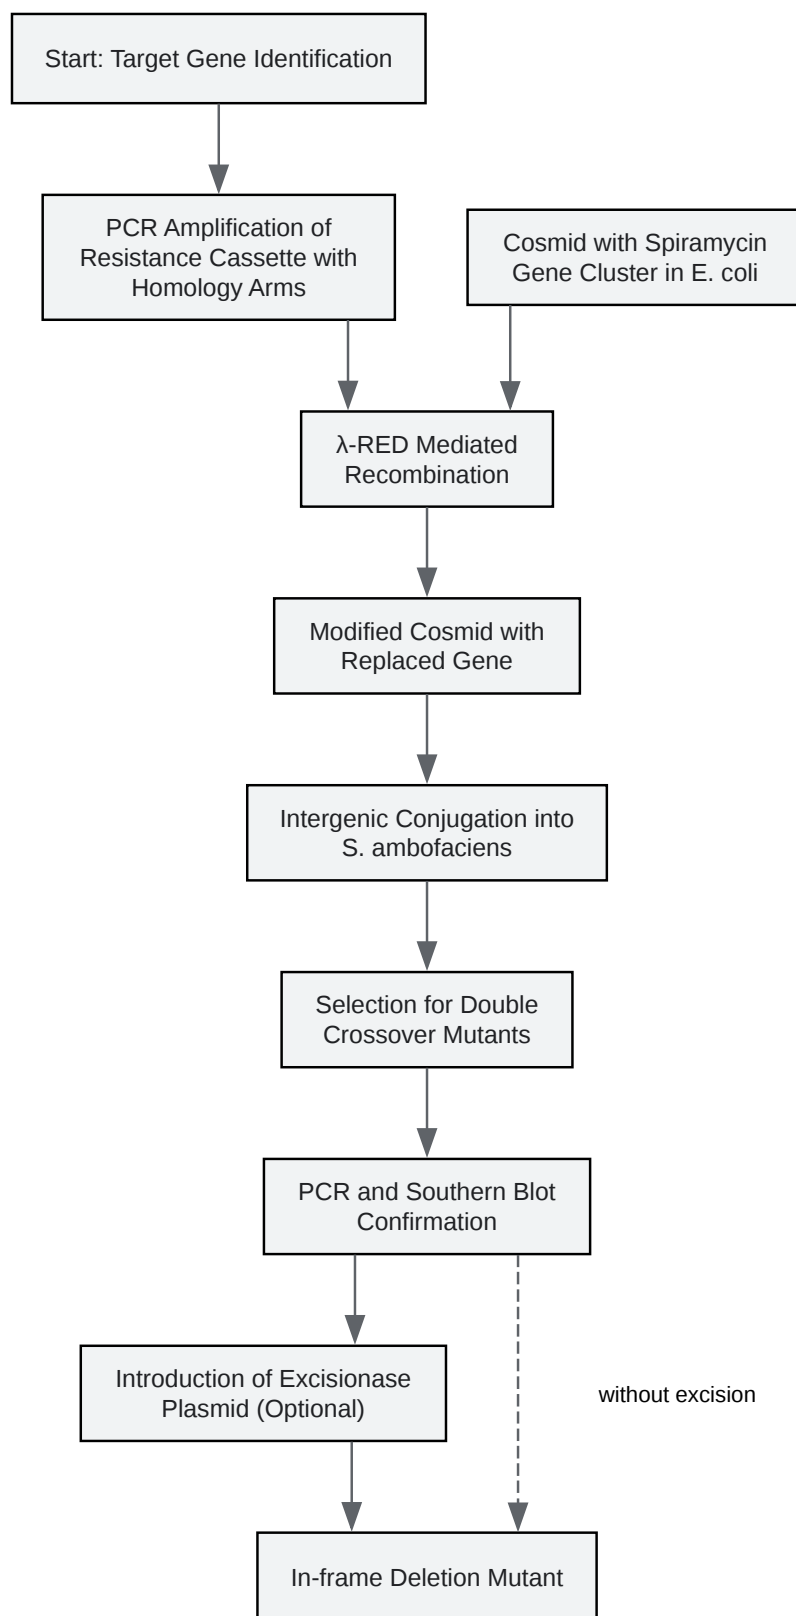 Start: Target Gene Identification
PCR Amplification of
Resistance Cassette with
Homology Arms
Cosmid with Spiramycin
Gene Cluster in E. coli
λ-RED Mediated
Recombination
Modified Cosmid with
Replaced Gene
Intergenic Conjugation into
S. ambofaciens
Selection for Double
Crossover Mutants
PCR and Southern Blot
Confirmation
Introduction of Excisionase
Plasmid (Optional)
without excision
In-frame Deletion Mutant